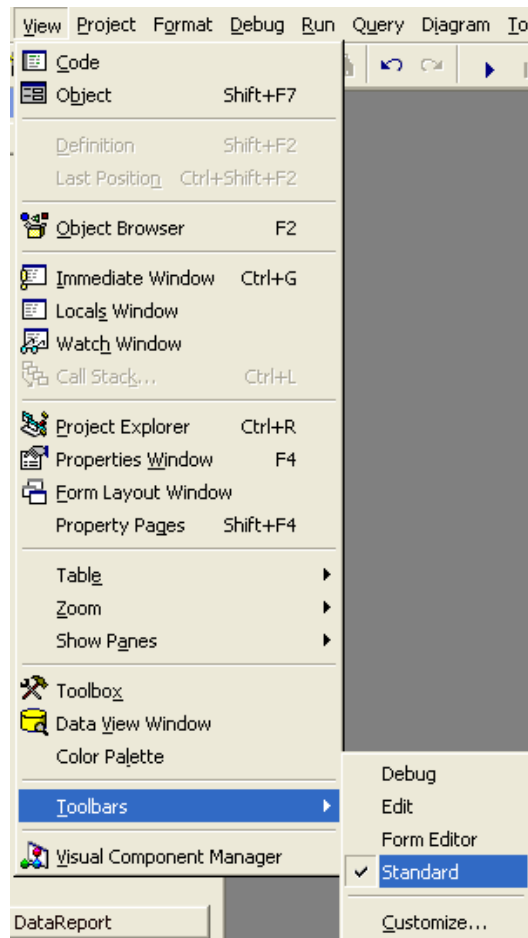 View Project Format Debug Run Query Diagram To
Code
Object Shift+F7
Definition Shift+F2
Last Position Ctrl+Shift+F2
Object Browser F2
Immediate Window Ctrl+G
Locals Window
Watch Window
Call Stack... Ctrl+L
Project Explorer Ctrl+R
Properties Window F4
Form Layout Window
Property Pages Shift+F4
Table
Zoom
Show Panes
Toolbox
Data View Window
Color Palette
Toolbars
Visual Component Manager
Debug
Edit
Form Editor
Standard
Customize...
DataReport